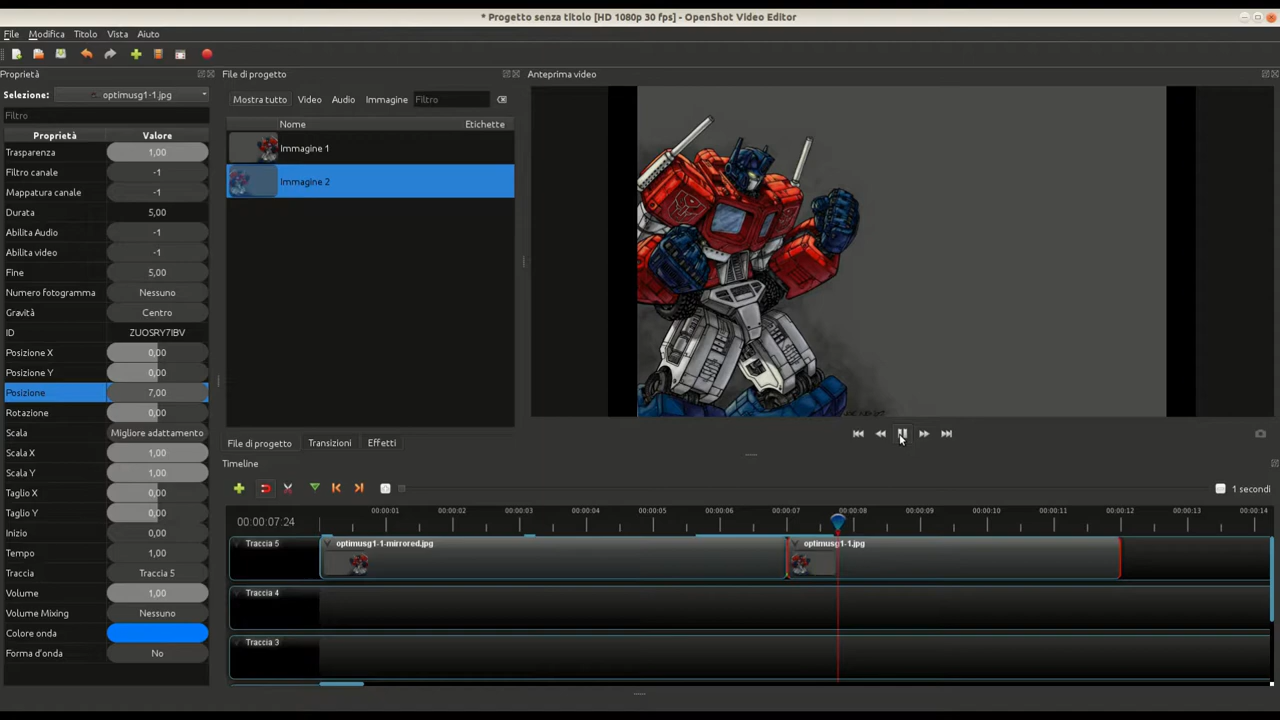 * Progetto senza titolo [HD 1080p 30 fps] - OpenShot Video Editor
File Modifica Titolo Vista Aiuto
Proprietà
Selezione: optimusg1-1.jpg
Filtro
Proprietà Valore
Trasparenza 1,00
Filtro canale -1
Mappatura canale -1
Durata 5,00
Abilita Audio -1
Abilita video -1
Fine 5,00
Numero fotogramma Nessuno
Gravità Centro
ID ZUOSRY7IBV
Posizione X 0,00
Posizione Y 0,00
Posizione 7,00
Rotazione 0,00
Scala Migliore adattamento
Scala X 1,00
Scala Y 1,00
Taglio X 0,00
Taglio Y 0,00
Inizio 0,00
Tempo 1,00
Traccia Traccia 5
Volume 1,00
Volume Mixing Nessuno
Colore onda
Forma d'onda No
File di progetto
Mostra tutto Video Audio Immagine Filtro
Nome Etichette
Immagine 1
Immagine 2
File di progetto Transizioni Effetti
Anteprima video
Timeline
1 secondi
00:00:07.24
00:00:01 00:00:02 00:00:03 00:00:04 00:00:05 00:00:06 00:00:07 00:00:08 00:00:09 00:00:10 00:00:11 00:00:12 00:00:13 00:00:14
Traccia 5 optimusg1-1-mirrored.jpg optimusg1-1.jpg
Traccia 4
Traccia 3